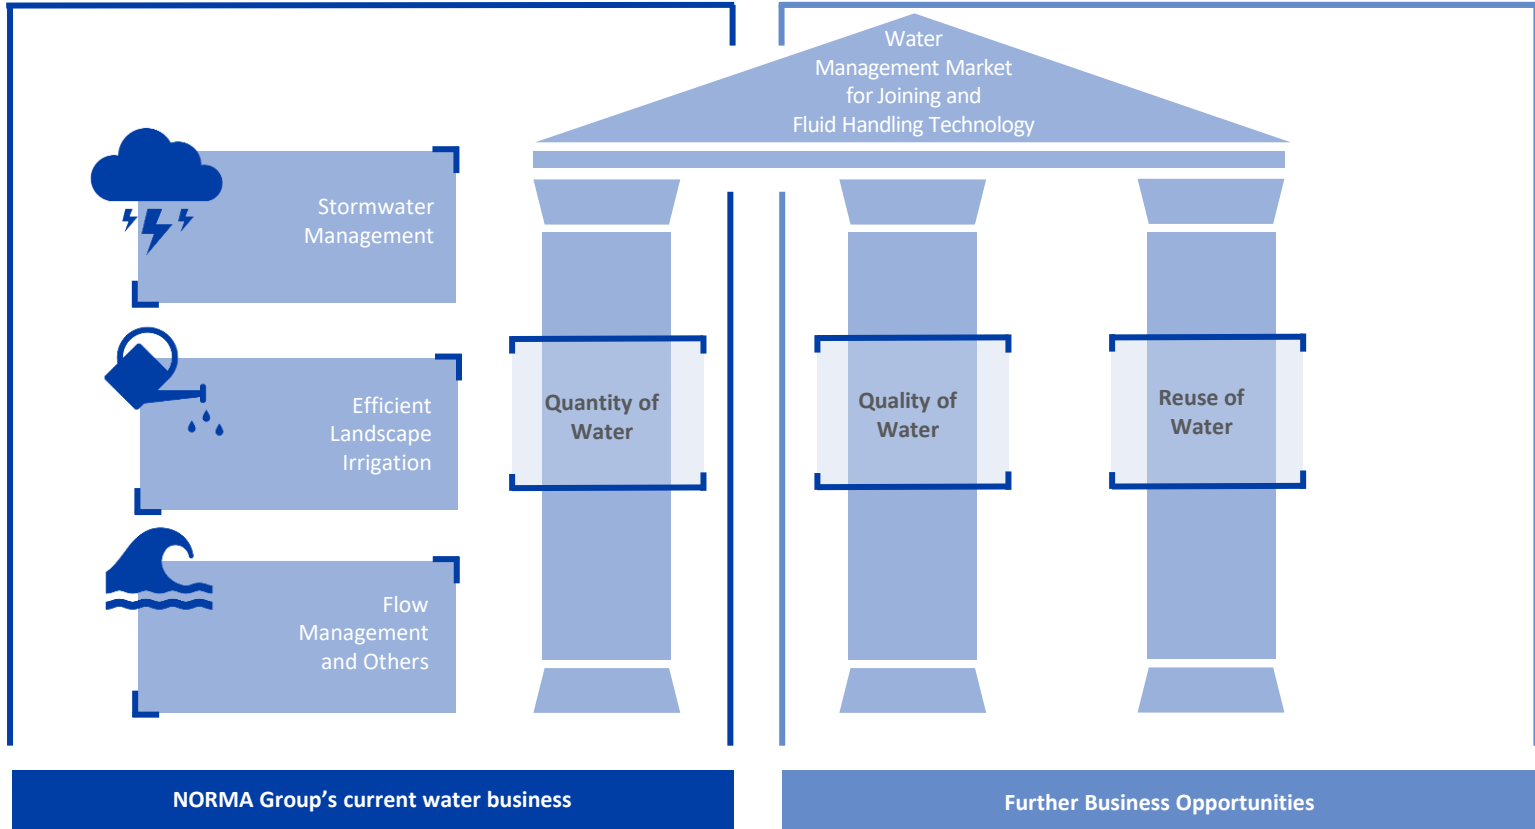 Water
Management Market
for Joining and
Fluid Handling Technology
Stormwater
Management
Efficient
Landscape
Irrigation
Flow
Management
and Others
Quantity of
Water
Quality of
Water
Reuse of
Water
NORMA Group’s current water business
Further Business Opportunities